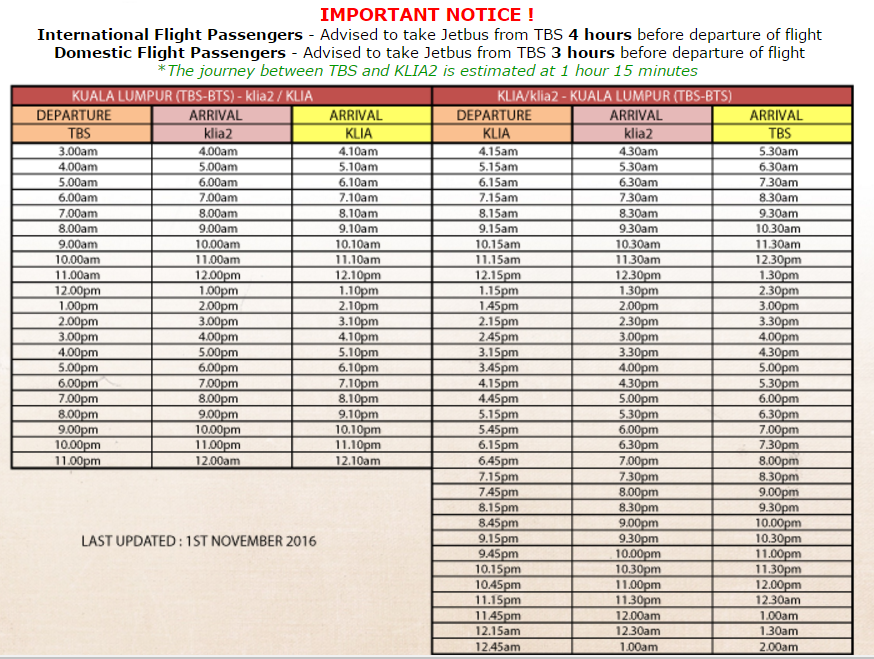 IMPORTANT NOTICE !
International Flight Passengers - Advised to take Jetbus from TBS 4 hours before departure of flight
Domestic Flight Passengers - Advised to take Jetbus from TBS 3 hours before departure of flight
*The journey between TBS and KLIA2 is estimated at 1 hour 15 minutes
KUALA LUMPUR (TBS-BTS) - klia2 / KLIA KLIA/klia2 - KUALA LUMPUR (TBS-BTS)
DEPARTURE ARRIVAL ARRIVAL DEPARTURE ARRIVAL ARRIVAL
TBS klia2 KLIA KLIA klia2 TBS
3.00am 4.00am 4.10am 4.15am 4.30am 5.30am
4.00am 5.00am 5.10am 5.15am 5.30am 6.30am
5.00am 6.00am 6.10am 6.15am 6.30am 7.30am
6.00am 7.00am 7.10am 7.15am 7.30am 8.30am
7.00am 8.00am 8.10am 8.15am 8.30am 9.30am
8.00am 9.00am 9.10am 9.15am 9.30am 10.30am
9.00am 10.00am 10.10am 10.15am 10.30am 11.30am
10.00am 11.00am 11.10am 11.15am 11.30am 12.30pm
11.00am 12.00pm 12.10pm 12.15pm 12.30pm 1.30pm
12.00pm 1.00pm 1.10pm 1.15pm 1.30pm 2.30pm
1.00pm 2.00pm 2.10pm 1.45pm 2.00pm 3.00pm
2.00pm 3.00pm 3.10pm 2.15pm 2.30pm 3.30pm
3.00pm 4.00pm 4.10pm 2.45pm 3.00pm 4.00pm
4.00pm 5.00pm 5.10pm 3.15pm 3.30pm 4.30pm
5.00pm 6.00pm 6.10pm 3.45pm 4.00pm 5.00pm
6.00pm 7.00pm 7.10pm 4.15pm 4.30pm 5.30pm
7.00pm 8.00pm 8.10pm 4.45pm 5.00pm 6.00pm
8.00pm 9.00pm 9.10pm 5.15pm 5.30pm 6.30pm
9.00pm 10.00pm 10.10pm 5.45pm 6.00pm 7.00pm
10.00pm 11.00pm 11.10pm 6.15pm 6.30pm 7.30pm
11.00pm 12.00am 12.10am 6.45pm 7.00pm 8.00pm
7.15pm 7.30pm 8.30pm
7.45pm 8.00pm 9.00pm
8.15pm 8.30pm 9.30pm
8.45pm 9.00pm 10.00pm
LAST UPDATED : 1ST NOVEMBER 2016 9.15pm 9.30pm 10.30pm
9.45pm 10.00pm 11.00pm
10.15pm 10.30pm 11.30pm
10.45pm 11.00pm 12.00pm
11.15pm 11.30pm 12.30am
11.45pm 12.00am 1.00am
12.15am 12.30am 1.30am
12.45am 1.00am 2.00am